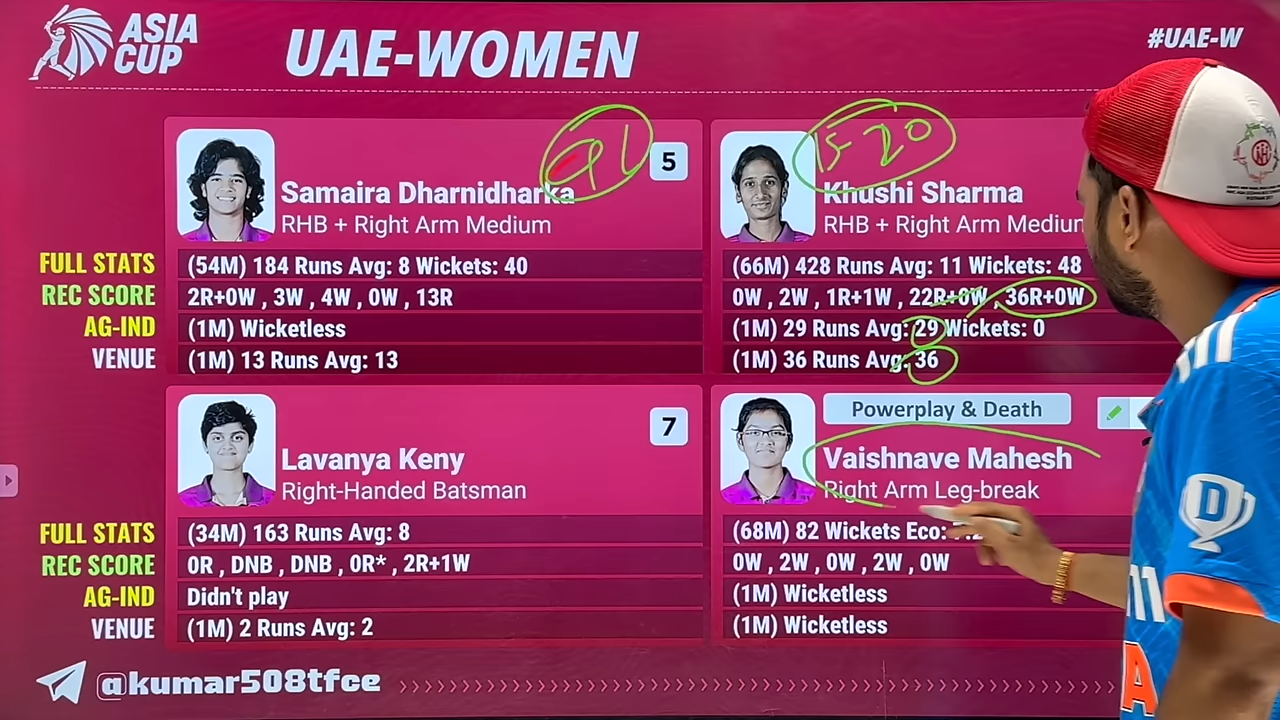 ASIA
CUP
UAE-WOMEN
#UAE-W
91
5
Samaira Dharnidharka
RHB + Right Arm Medium
FULL STATS
(54M) 184 Runs Avg: 8 Wickets: 40
REC SCORE
2R+0W , 3W , 4W , 0W , 13R
AG-IND
(1M) Wicketless
VENUE
(1M) 13 Runs Avg: 13
15-20
Khushi Sharma
RHB + Right Arm Medium
(66M) 428 Runs Avg: 11 Wickets: 48
0W , 2W , 1R+1W , 22R+0W , 36R+0W
(1M) 29 Runs Avg: 29 Wickets: 0
(1M) 36 Runs Avg: 36
7
Lavanya Keny
Right-Handed Batsman
FULL STATS
(34M) 163 Runs Avg: 8
REC SCORE
0R , DNB , DNB , 0R* , 2R+1W
AG-IND
Didn't play
VENUE
(1M) 2 Runs Avg: 2
Powerplay & Death
Vaishnave Mahesh
Right Arm Leg-break
(68M) 82 Wickets Eco:
0W , 2W , 0W , 2W , 0W
(1M) Wicketless
(1M) Wicketless
@kumar508tfce
D
11
A